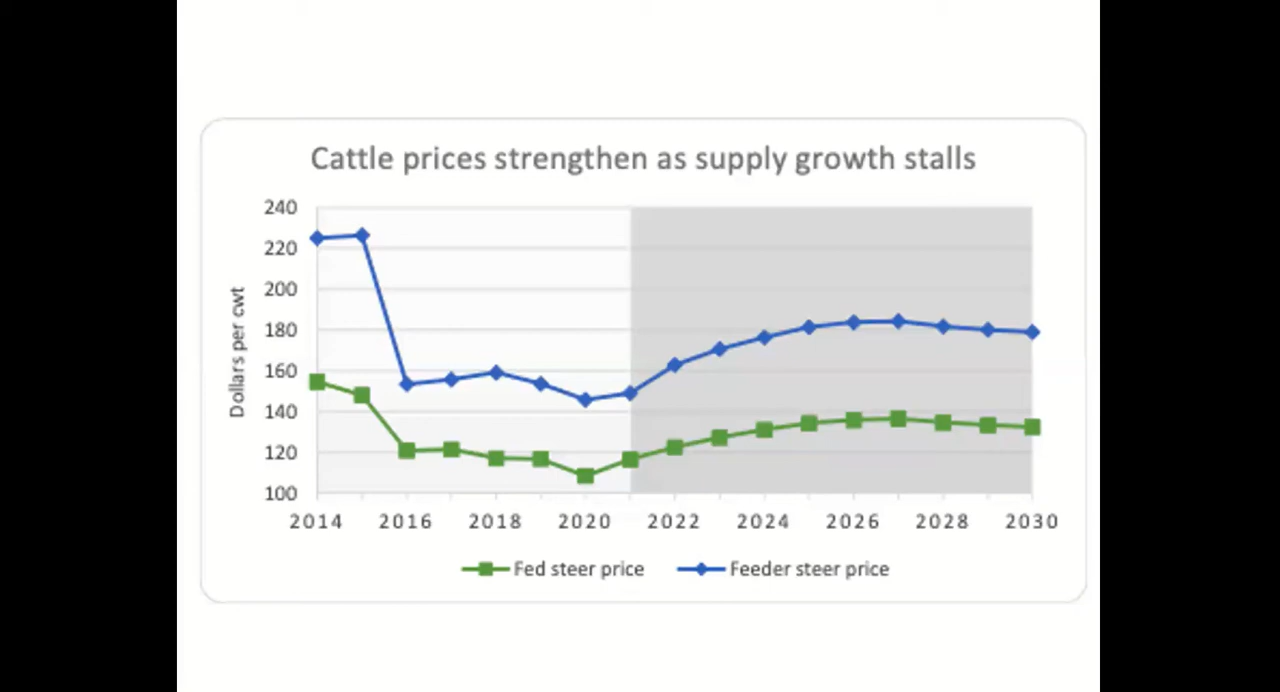 Cattle prices strengthen as supply growth stalls
240
220
200
180
160
140
120
100
Dollars per cwt
2014 2016 2018 2020 2022 2024 2026 2028 2030
Fed steer price Feeder steer price